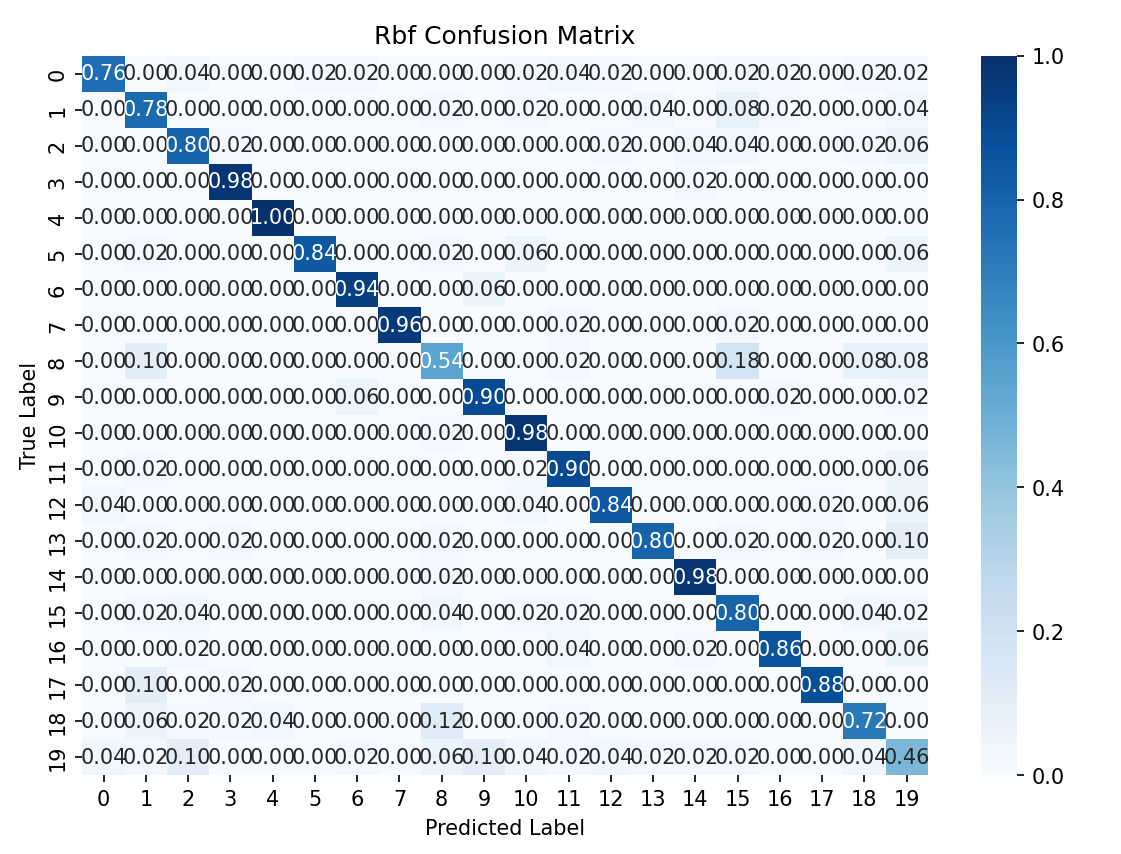 Rbf Confusion Matrix
True Label
0 0.76 0.00 0.04 0.00 0.00 0.02 0.02 0.00 0.00 0.00 0.02 0.04 0.02 0.00 0.00 0.02 0.02 0.00 0.02 0.02
1 0.00 0.78 0.00 0.00 0.00 0.00 0.00 0.00 0.02 0.00 0.02 0.00 0.00 0.04 0.00 0.08 0.02 0.00 0.00 0.04
2 0.00 0.00 0.80 0.02 0.00 0.00 0.00 0.00 0.00 0.00 0.00 0.00 0.02 0.00 0.04 0.04 0.00 0.00 0.02 0.06
3 0.00 0.00 0.00 0.98 0.00 0.00 0.00 0.00 0.00 0.00 0.00 0.00 0.00 0.00 0.02 0.00 0.00 0.00 0.00 0.00
4 0.00 0.00 0.00 0.00 1.00 0.00 0.00 0.00 0.00 0.00 0.00 0.00 0.00 0.00 0.00 0.00 0.00 0.00 0.00 0.00
5 0.00 0.02 0.00 0.00 0.00 0.84 0.00 0.00 0.02 0.00 0.06 0.00 0.00 0.00 0.00 0.00 0.00 0.00 0.00 0.06
6 0.00 0.00 0.00 0.00 0.00 0.00 0.94 0.00 0.00 0.06 0.00 0.00 0.00 0.00 0.00 0.00 0.00 0.00 0.00 0.00
7 0.00 0.00 0.00 0.00 0.00 0.00 0.00 0.96 0.00 0.00 0.00 0.02 0.00 0.00 0.00 0.02 0.00 0.00 0.00 0.00
8 0.00 0.10 0.00 0.00 0.00 0.00 0.00 0.00 0.54 0.00 0.00 0.02 0.00 0.00 0.00 0.18 0.00 0.00 0.08 0.08
9 0.00 0.00 0.00 0.00 0.00 0.00 0.06 0.00 0.00 0.90 0.00 0.00 0.00 0.00 0.00 0.00 0.02 0.00 0.00 0.02
10 0.00 0.00 0.00 0.00 0.00 0.00 0.00 0.00 0.02 0.00 0.98 0.00 0.00 0.00 0.00 0.00 0.00 0.00 0.00 0.00
11 0.00 0.02 0.00 0.00 0.00 0.00 0.00 0.00 0.00 0.00 0.02 0.90 0.00 0.00 0.00 0.00 0.00 0.00 0.00 0.06
12 0.04 0.00 0.00 0.00 0.00 0.00 0.00 0.00 0.00 0.00 0.04 0.00 0.84 0.00 0.00 0.00 0.00 0.02 0.00 0.06
13 0.00 0.02 0.00 0.02 0.00 0.00 0.00 0.00 0.02 0.00 0.00 0.00 0.00 0.80 0.00 0.02 0.00 0.02 0.00 0.10
14 0.00 0.00 0.00 0.00 0.00 0.00 0.00 0.00 0.02 0.00 0.00 0.00 0.00 0.00 0.98 0.00 0.00 0.00 0.00 0.00
15 0.00 0.02 0.04 0.00 0.00 0.00 0.00 0.00 0.04 0.00 0.02 0.02 0.00 0.00 0.00 0.80 0.00 0.00 0.04 0.02
16 0.00 0.00 0.02 0.00 0.00 0.00 0.00 0.00 0.00 0.00 0.00 0.04 0.00 0.00 0.02 0.00 0.86 0.00 0.00 0.06
17 0.00 0.10 0.00 0.02 0.00 0.00 0.00 0.00 0.00 0.00 0.00 0.00 0.00 0.00 0.00 0.00 0.00 0.88 0.00 0.00
18 0.00 0.06 0.02 0.02 0.04 0.00 0.00 0.00 0.12 0.00 0.00 0.02 0.00 0.00 0.00 0.00 0.00 0.00 0.72 0.00
19 0.04 0.02 0.10 0.00 0.00 0.00 0.02 0.00 0.06 0.10 0.04 0.02 0.04 0.02 0.02 0.02 0.00 0.00 0.04 0.46
0 1 2 3 4 5 6 7 8 9 10 11 12 13 14 15 16 17 18 19
Predicted Label
1.0
0.8
0.6
0.4
0.2
0.0